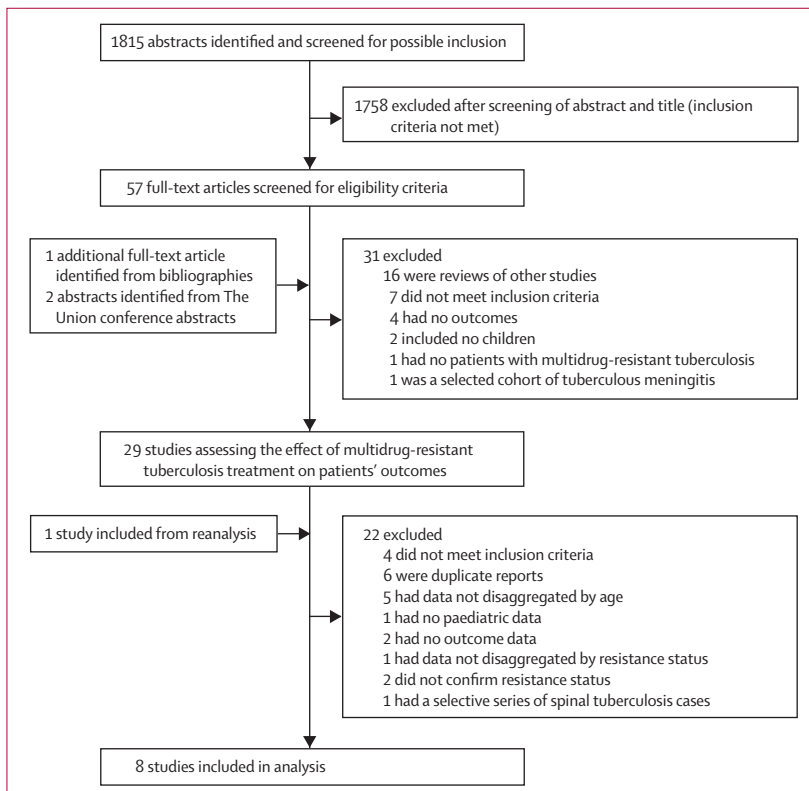 1815 abstracts identified and screened for possible inclusion
1758 excluded after screening of abstract and title (inclusion
criteria not met)
57 full-text articles screened for eligibility criteria
1 additional full-text article
identified from bibliographies
2 abstracts identified from The
Union conference abstracts
31 excluded
16 were reviews of other studies
7 did not meet inclusion criteria
4 had no outcomes
2 included no children
1 had no patients with multidrug-resistant tuberculosis
1 was a selected cohort of tuberculous meningitis
29 studies assessing the effect of multidrug-resistant
tuberculosis treatment on patients' outcomes
1 study included from reanalysis
22 excluded
4 did not meet inclusion criteria
6 were duplicate reports
5 had data not disaggregated by age
1 had no paediatric data
2 had no outcome data
1 had data not disaggregated by resistance status
2 did not confirm resistance status
1 had a selective series of spinal tuberculosis cases
8 studies included in analysis